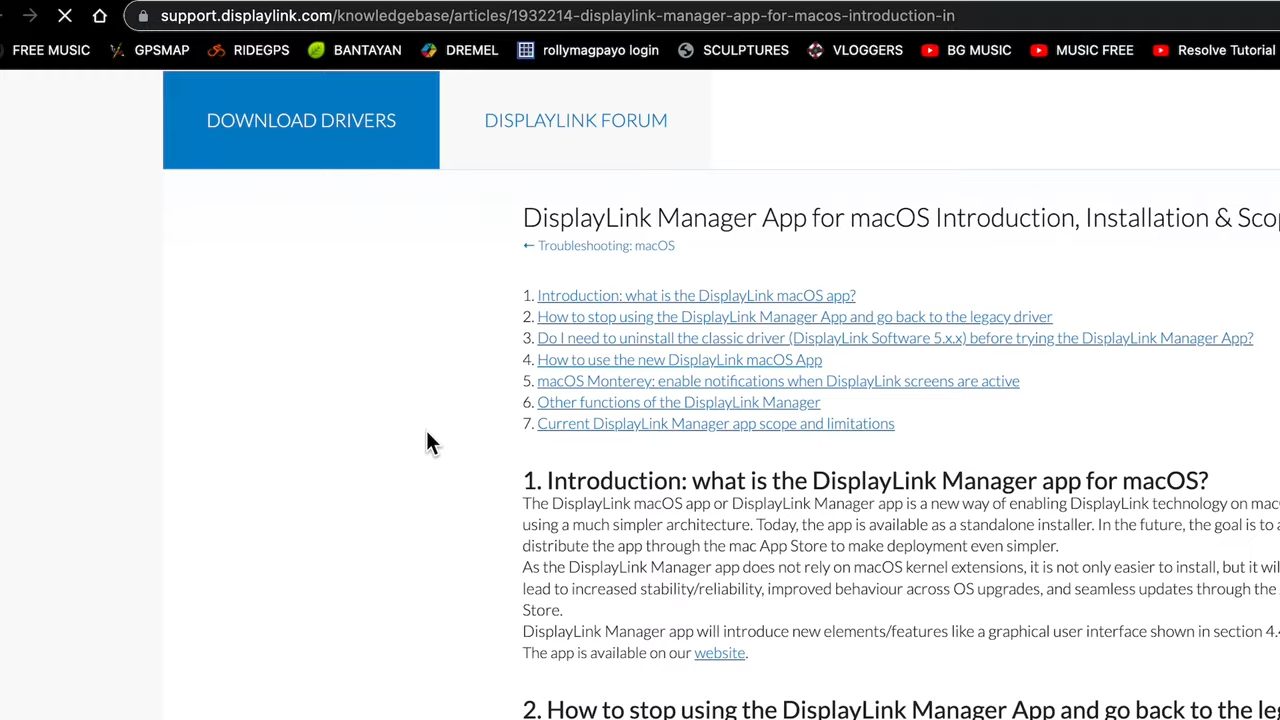 support.displaylink.com/knowledgebase/articles/1932214-displaylink-manager-app-for-macos-introduction-in
FREE MUSIC GPSMAP RIDEGPS BANTAYAN DREMEL rollymagpayo login SCULPTURES VLOGGERS BG MUSIC MUSIC FREE Resolve Tutorial
DOWNLOAD DRIVERS DISPLAYLINK FORUM
DisplayLink Manager App for macOS Introduction, Installation & Sco
← Troubleshooting: macOS
1. Introduction: what is the DisplayLink macOS app?
2. How to stop using the DisplayLink Manager App and go back to the legacy driver
3. Do I need to uninstall the classic driver (DisplayLink Software 5.x.x) before trying the DisplayLink Manager App?
4. How to use the new DisplayLink macOS App
5. macOS Monterey: enable notifications when DisplayLink screens are active
6. Other functions of the DisplayLink Manager
7. Current DisplayLink Manager app scope and limitations
1. Introduction: what is the DisplayLink Manager app for macOS?
The DisplayLink macOS app or DisplayLink Manager app is a new way of enabling DisplayLink technology on mac
using a much simpler architecture. Today, the app is available as a standalone installer. In the future, the goal is to a
distribute the app through the mac App Store to make deployment even simpler.
As the DisplayLink Manager app does not rely on macOS kernel extensions, it is not only easier to install, but it wil
lead to increased stability/reliability, improved behaviour across OS upgrades, and seamless updates through the
Store.
DisplayLink Manager app will introduce new elements/features like a graphical user interface shown in section 4.
The app is available on our website.
2. How to stop using the DisplayLink Manager App and go back to the le